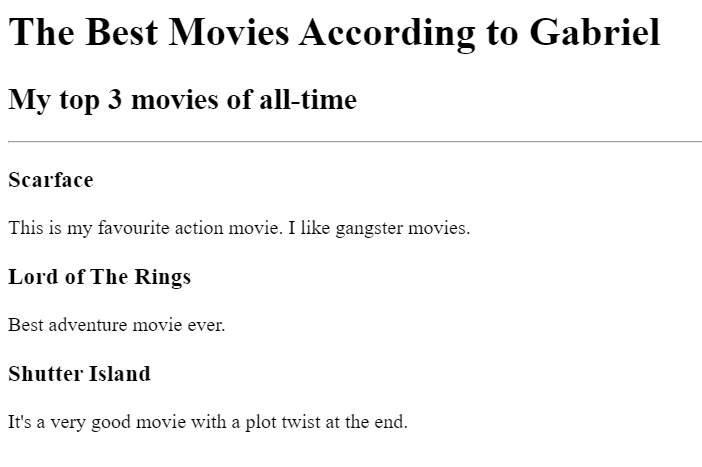 The Best Movies According to Gabriel
My top 3 movies of all-time
Scarface
This is my favourite action movie. I like gangster movies.
Lord of The Rings
Best adventure movie ever.
Shutter Island
It's a very good movie with a plot twist at the end.